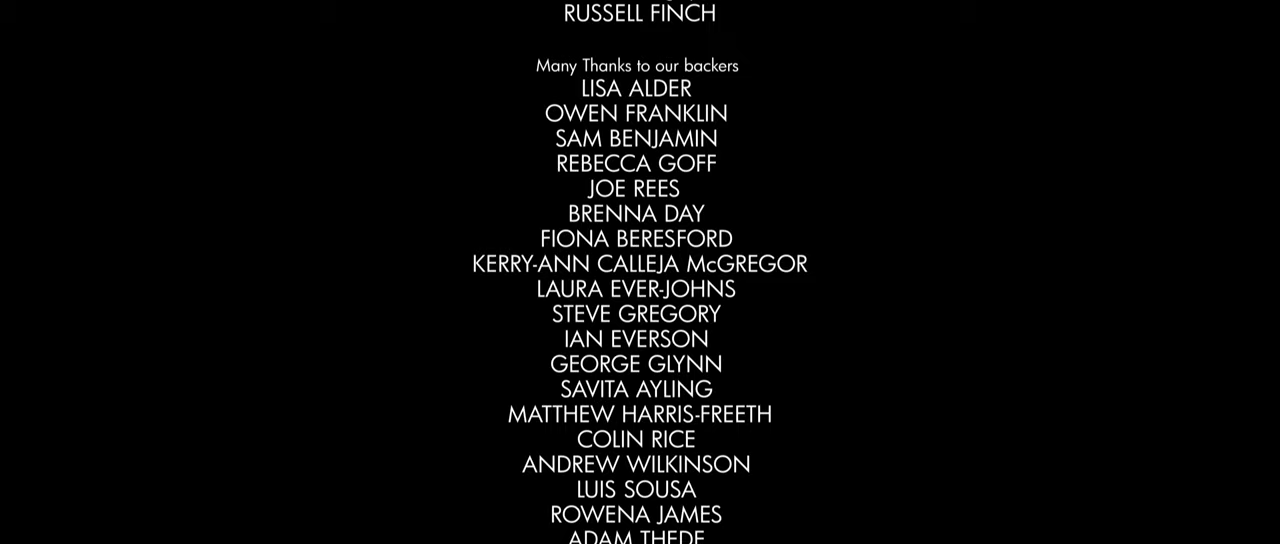 RUSSELL FINCH
Many Thanks to our backers
LISA ALDER
OWEN FRANKLIN
SAM BENJAMIN
REBECCA GOFF
JOE REES
BRENNA DAY
FIONA BERESFORD
KERRY-ANN CALLEJA McGREGOR
LAURA EVER-JOHNS
STEVE GREGORY
IAN EVERSON
GEORGE GLYNN
SAVITA AYLING
MATTHEW HARRIS-FREETH
COLIN RICE
ANDREW WILKINSON
LUIS SOUSA
ROWENA JAMES
ADAM THEDE